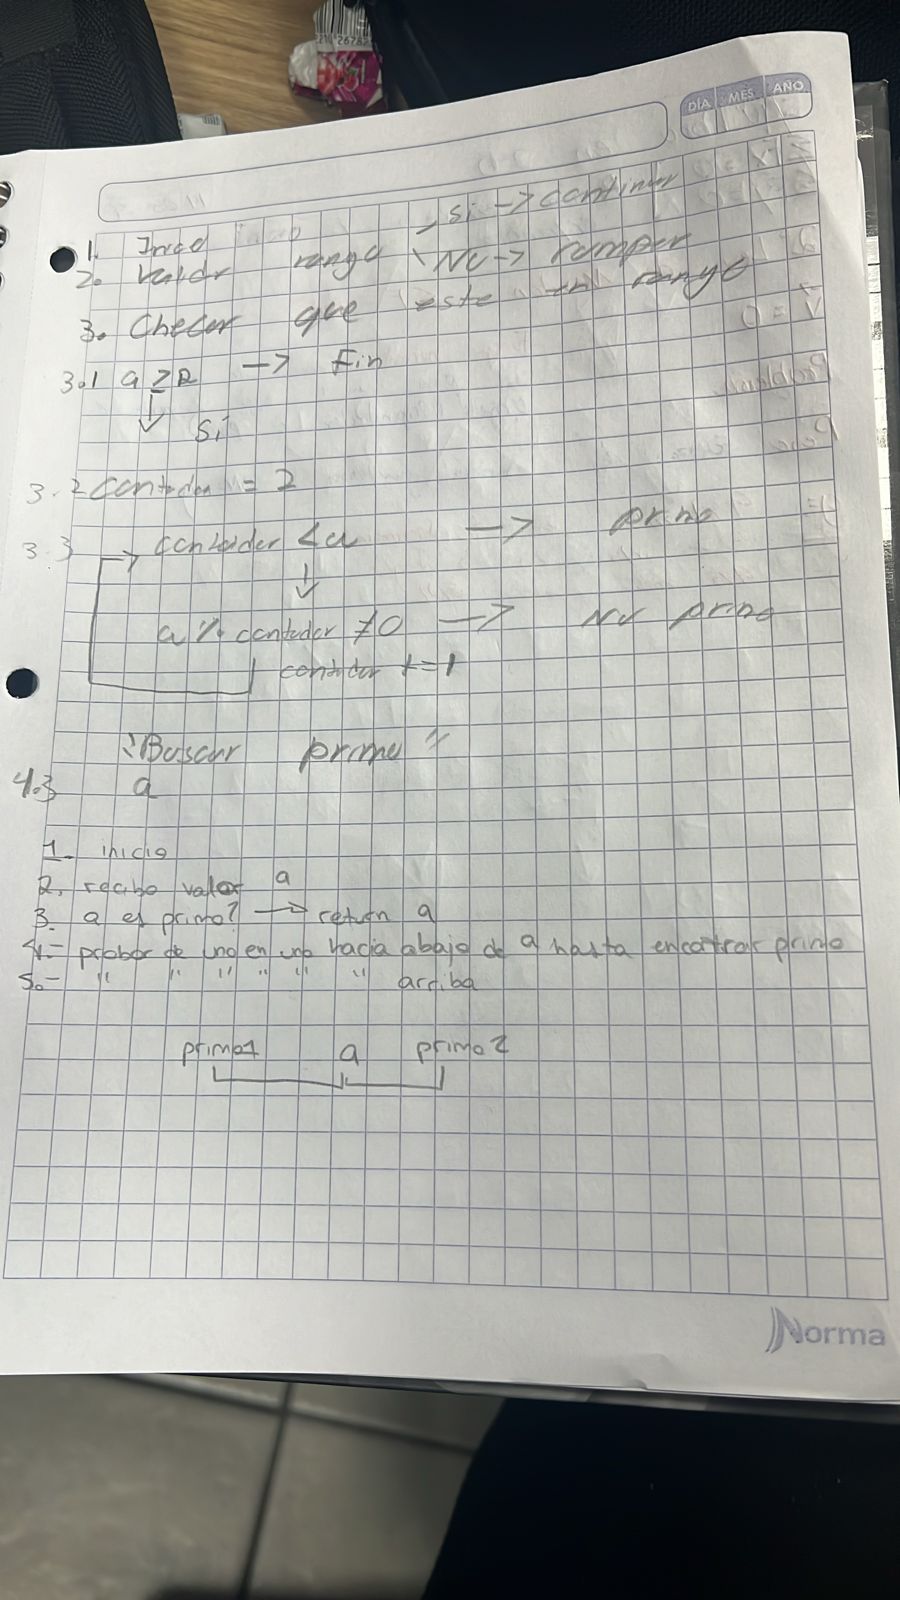 DÍA MES AÑO
Si -> continuar
1. Inicio
2. Valor rango No -> romper
3. Checar que este en rango
3.1 a ≥ 2 -> Fin
Si
3.2 contador = 2
3.3 contador < a -> primo
a % contador ≠ 0 -> No primo
contador += 1
"Buscar primo"
4.3 a
1. inicio
2. recibo valor a
3. a es primo? -> return a
4.- probar de uno en uno hacia abajo de a hasta encontrar primo
5.- " " " " " " arriba
primo1 a primo2
Norma